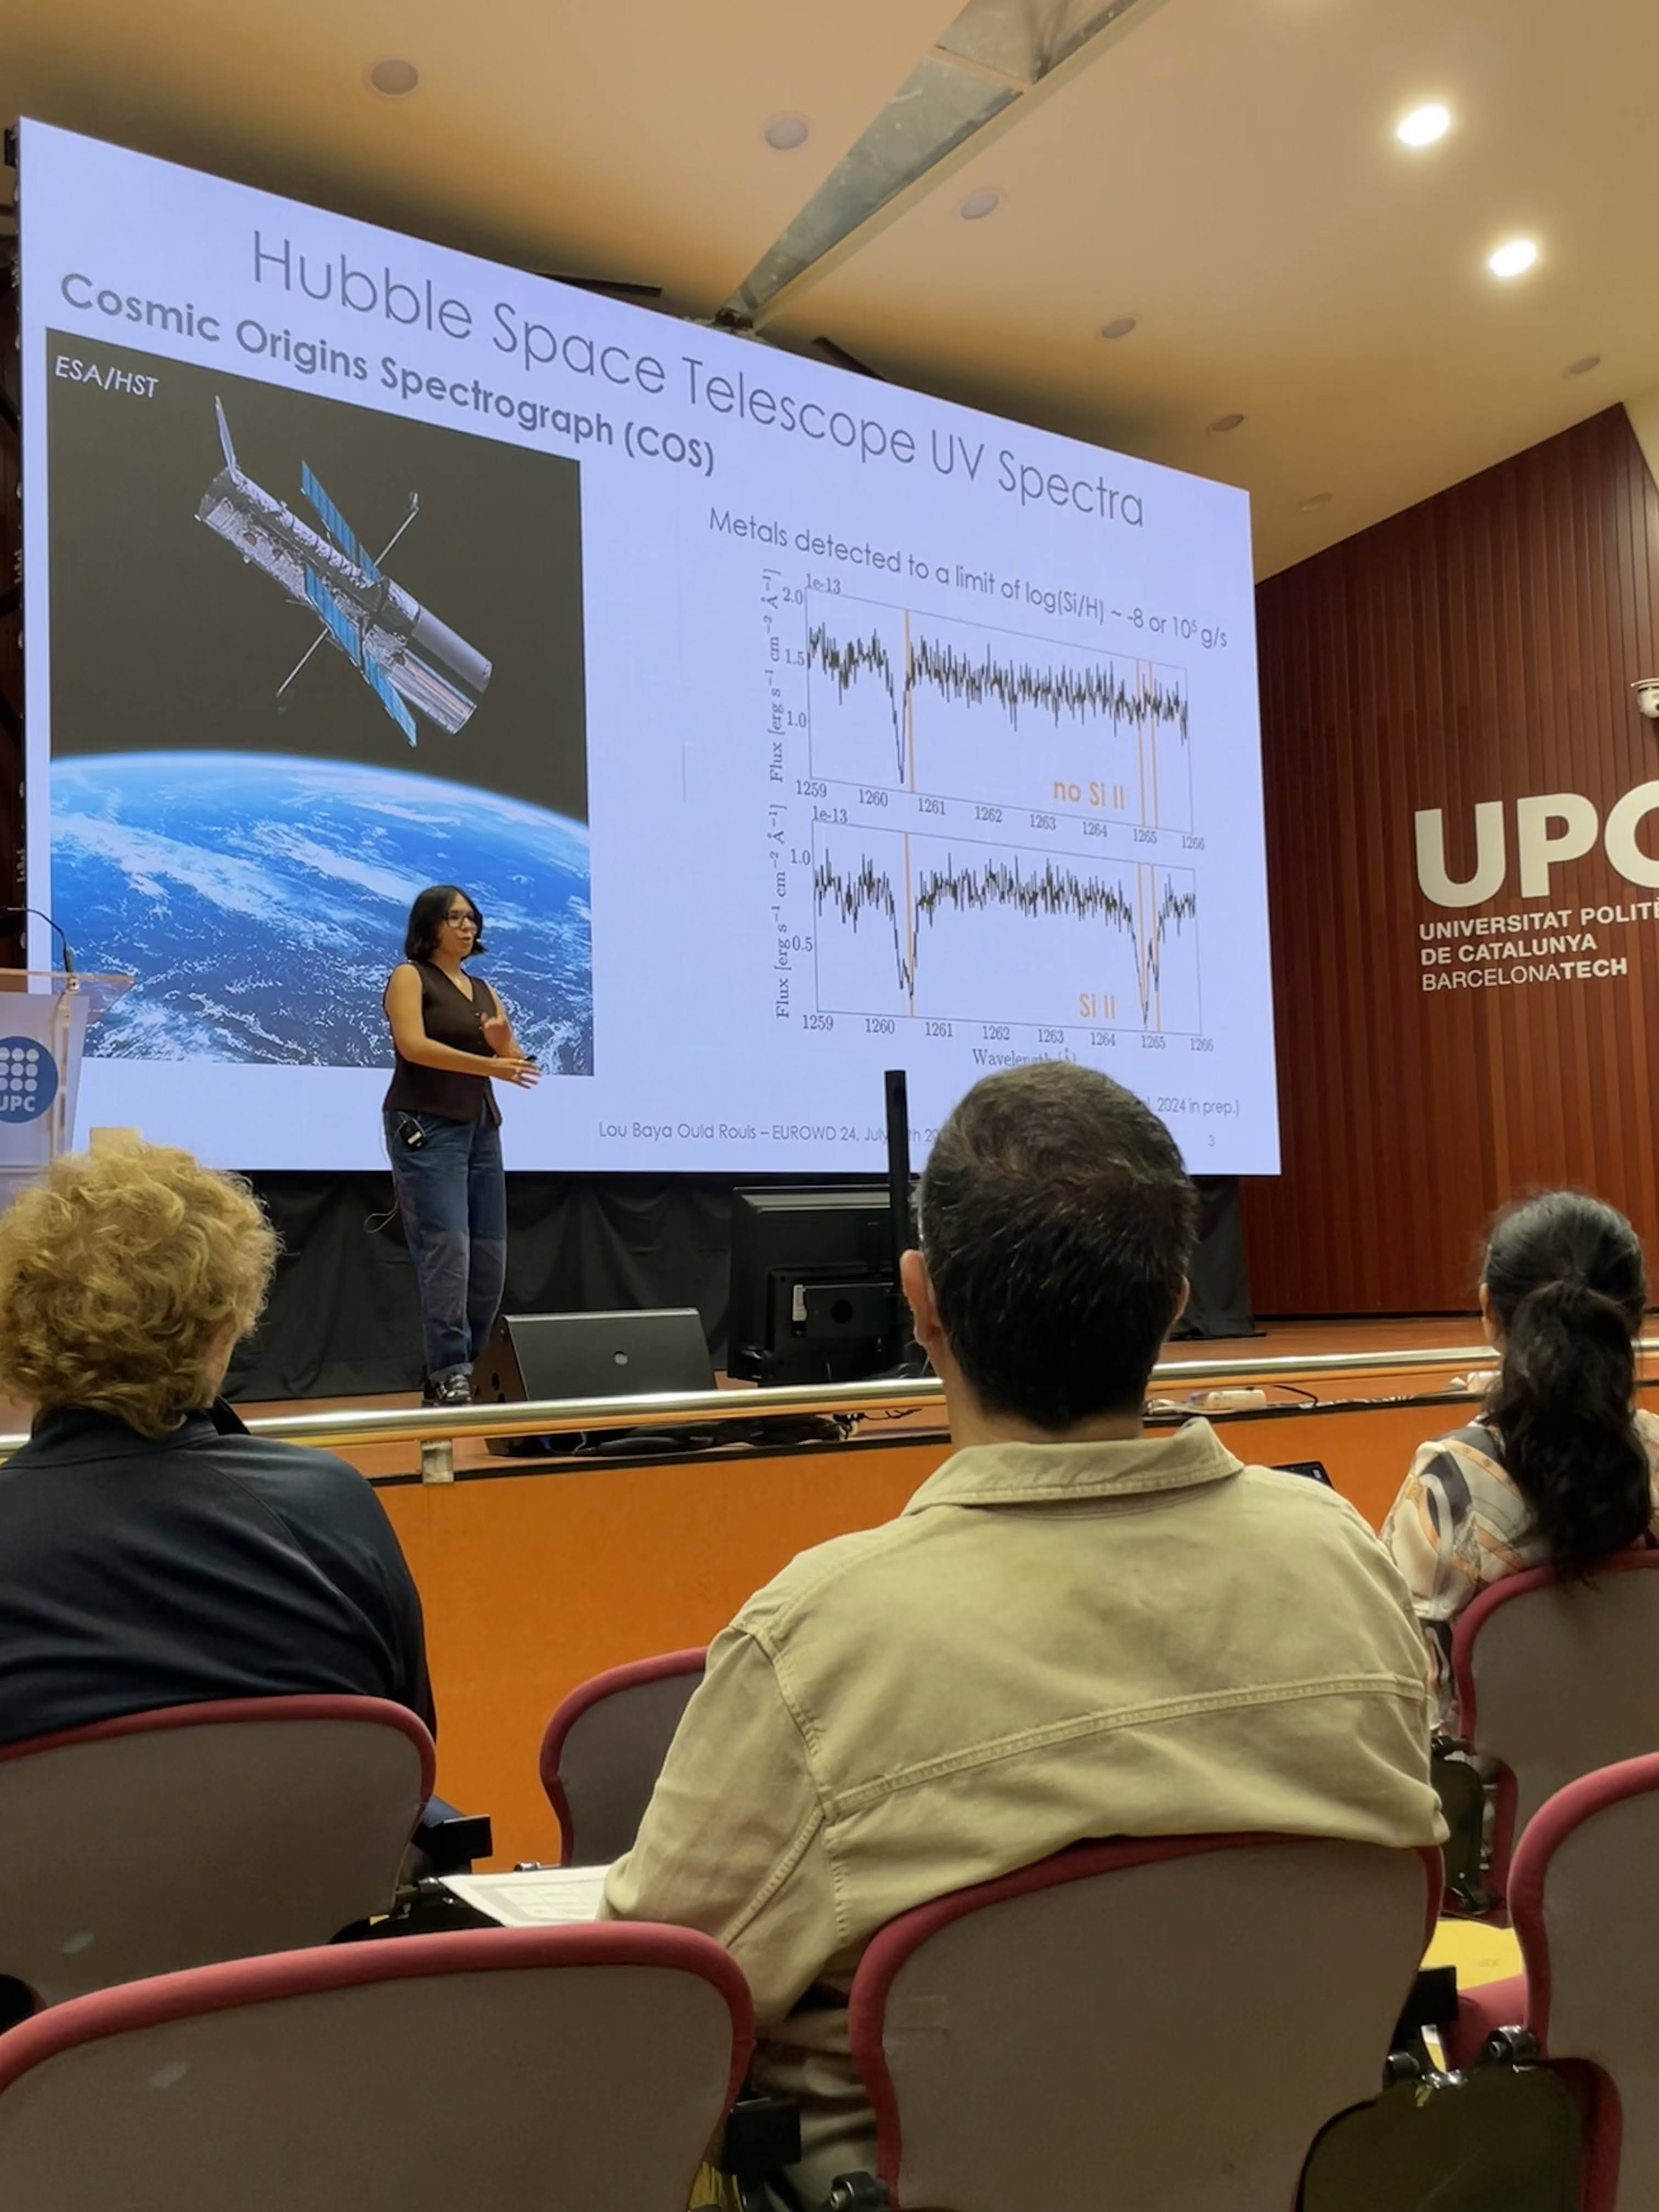 Hubble Space Telescope UV Spectra
Cosmic Origins Spectrograph (COS)
ESA/HST
Metals detected to a limit of log(Si/H) ~ -8 or 10⁵ g/s
1e-13
2.0
1.5
1.0
Flux [erg s⁻¹ cm⁻² Å⁻¹]
no Si II
1259 1260 1261 1262 1263 1264 1265 1266
1e-13
1.0
0.5
Flux [erg s⁻¹ cm⁻² Å⁻¹]
Si II
1259 1260 1261 1262 1263 1264 1265 1266
Wavelength [Å]
2024 in prep.)
Lou Baya Ould Rouis – EUROWD 24, July
3
UPC
UPC
UNIVERSITAT POLITÈ
DE CATALUNYA
BARCELONATECH